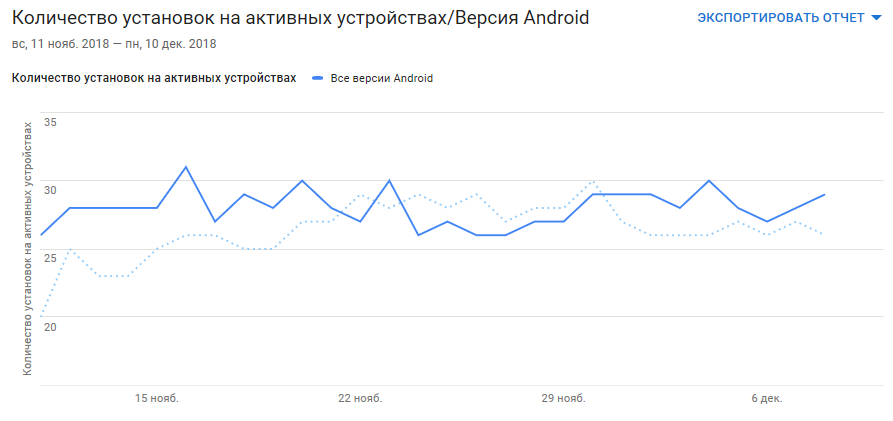 Количество установок на активных устройствах/Версия Android
ЭКСПОРТИРОВАТЬ ОТЧЕТ
вс, 11 нояб. 2018 — пн, 10 дек. 2018
Количество установок на активных устройствах
Все версии Android
Количество установок на активных устройствах
35
30
25
20
15 нояб.
22 нояб.
29 нояб.
6 дек.